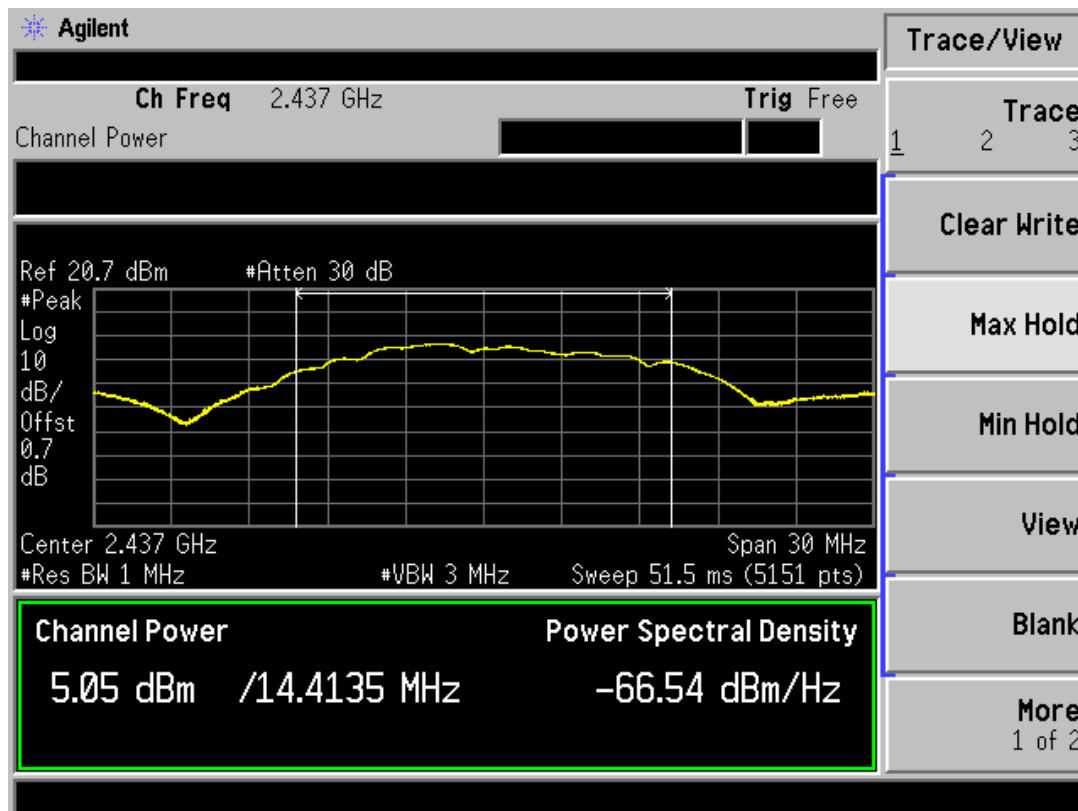 Agilent
Trace/View
Ch Freq 2.437 GHz Trig Free
Channel Power
Trace
1 2 3
Clear Write
Ref 20.7 dBm #Atten 30 dB
#Peak
Log
10
dB/
Offst
0.7
dB
Max Hold
Min Hold
Center 2.437 GHz Span 30 MHz
#Res BW 1 MHz #VBW 3 MHz Sweep 51.5 ms (5151 pts)
View
Channel Power Power Spectral Density
5.05 dBm /14.4135 MHz -66.54 dBm/Hz
Blank
More
1 of 2